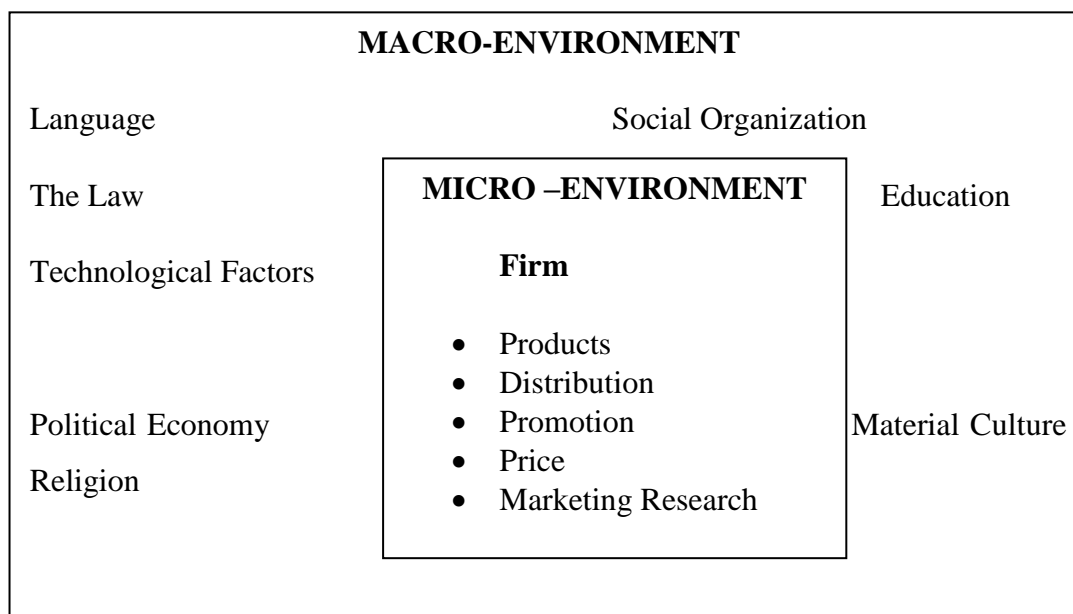 MACRO-ENVIRONMENT
Language
Social Organization
The Law
MICRO –ENVIRONMENT
Education
Technological Factors
Firm
• Products
• Distribution
• Promotion
• Price
• Marketing Research
Political Economy
Material Culture
Religion